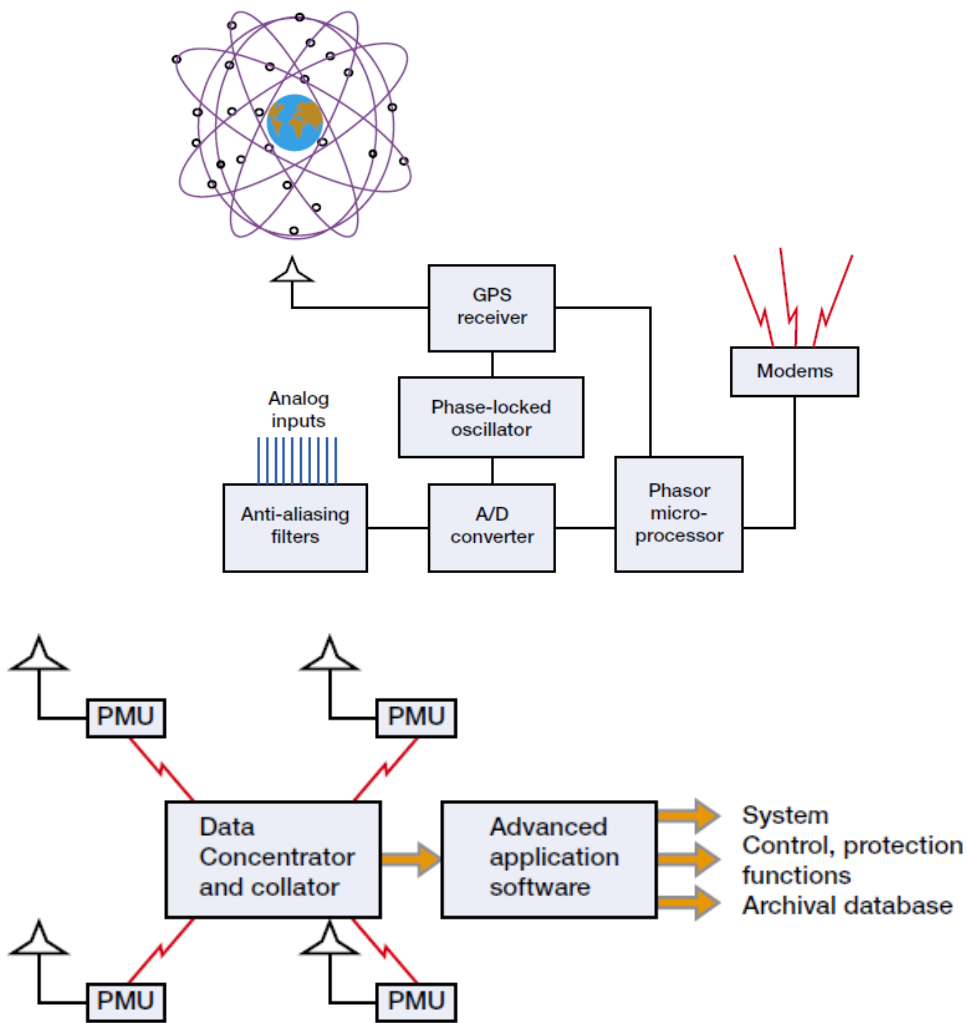 GPS
receiver
Modems
Analog
inputs
Phase-locked
oscillator
Anti-aliasing
filters
A/D
converter
Phasor
micro-
processor
PMU
PMU
Data
Concentrator
and collator
Advanced
application
software
System
Control, protection
functions
Archival database
PMU
PMU